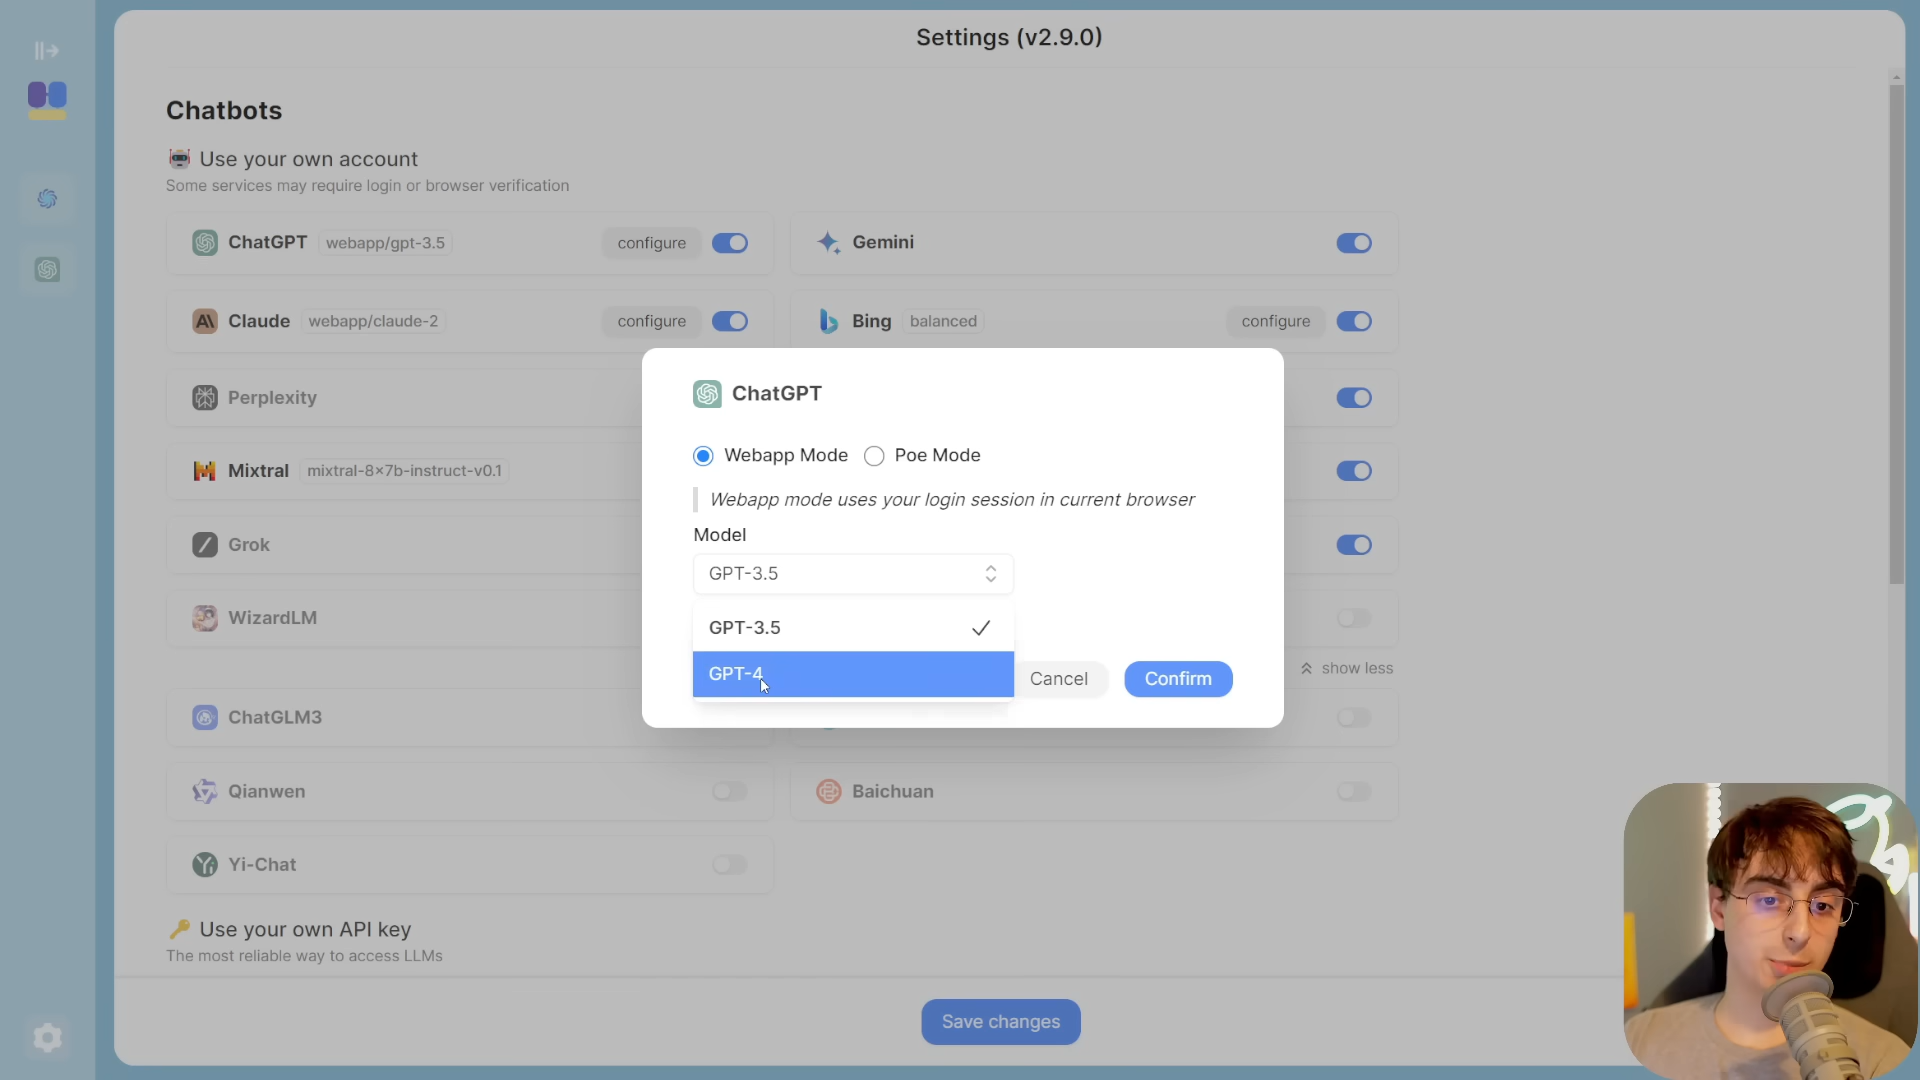 Settings (v2.9.0)
Chatbots
Use your own account
Some services may require login or browser verification
ChatGPT webapp/gpt-3.5 configure
Gemini
Claude webapp/claude-2 configure
Bing balanced configure
Perplexity
Mixtral mixtral-8x7b-instruct-v0.1
Grok
WizardLM
show less
ChatGLM3
Qianwen
Baichuan
Yi-Chat
Use your own API key
The most reliable way to access LLMs
Save changes
ChatGPT
Webapp Mode Poe Mode
Webapp mode uses your login session in current browser
Model
GPT-3.5
GPT-3.5
GPT-4
Cancel Confirm